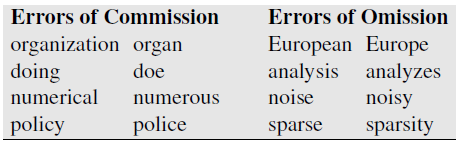 Errors of Commission Errors of Omission
organization organ European Europe
doing doe analysis analyzes
numerical numerous noise noisy
policy police sparse sparsity